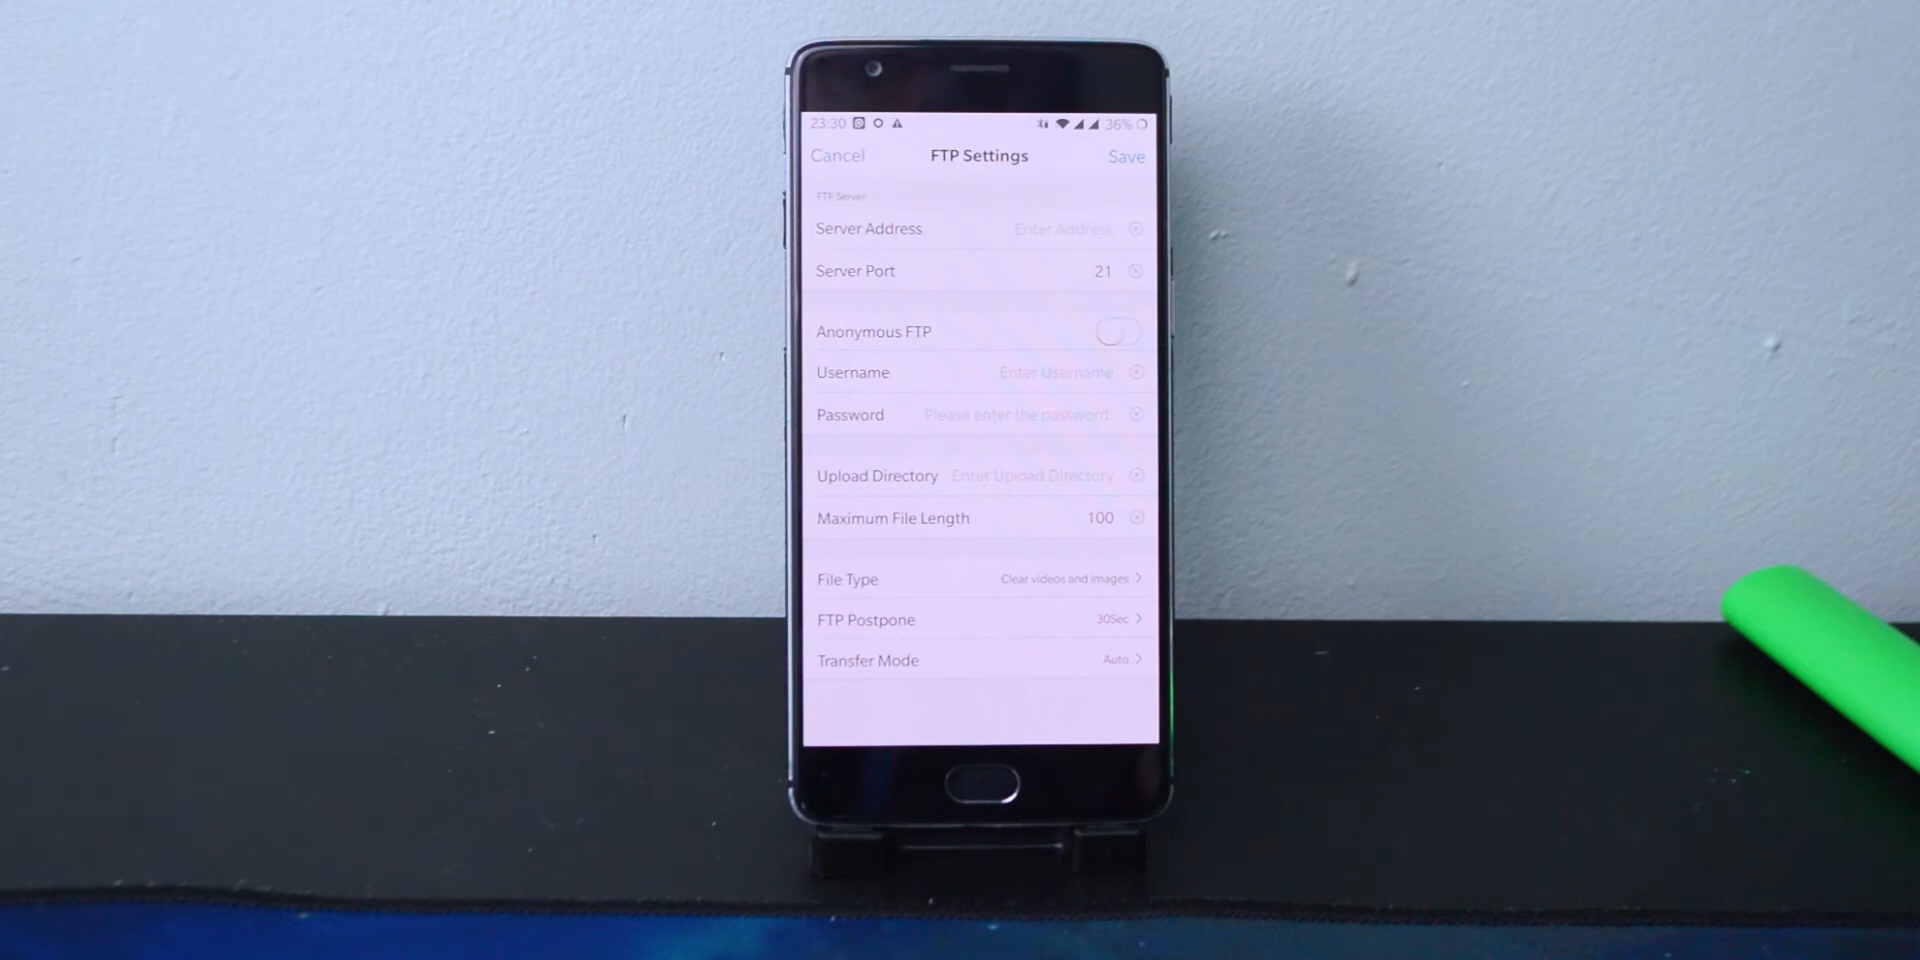 23:30 36%
Cancel FTP Settings Save
FTP Server
Server Address Enter Address
Server Port 21
Anonymous FTP
Username Enter Username
Password Please enter the password.
Upload Directory Enter Upload Directory
Maximum File Length 100
File Type Clear videos and images
FTP Postpone 30Sec
Transfer Mode Auto